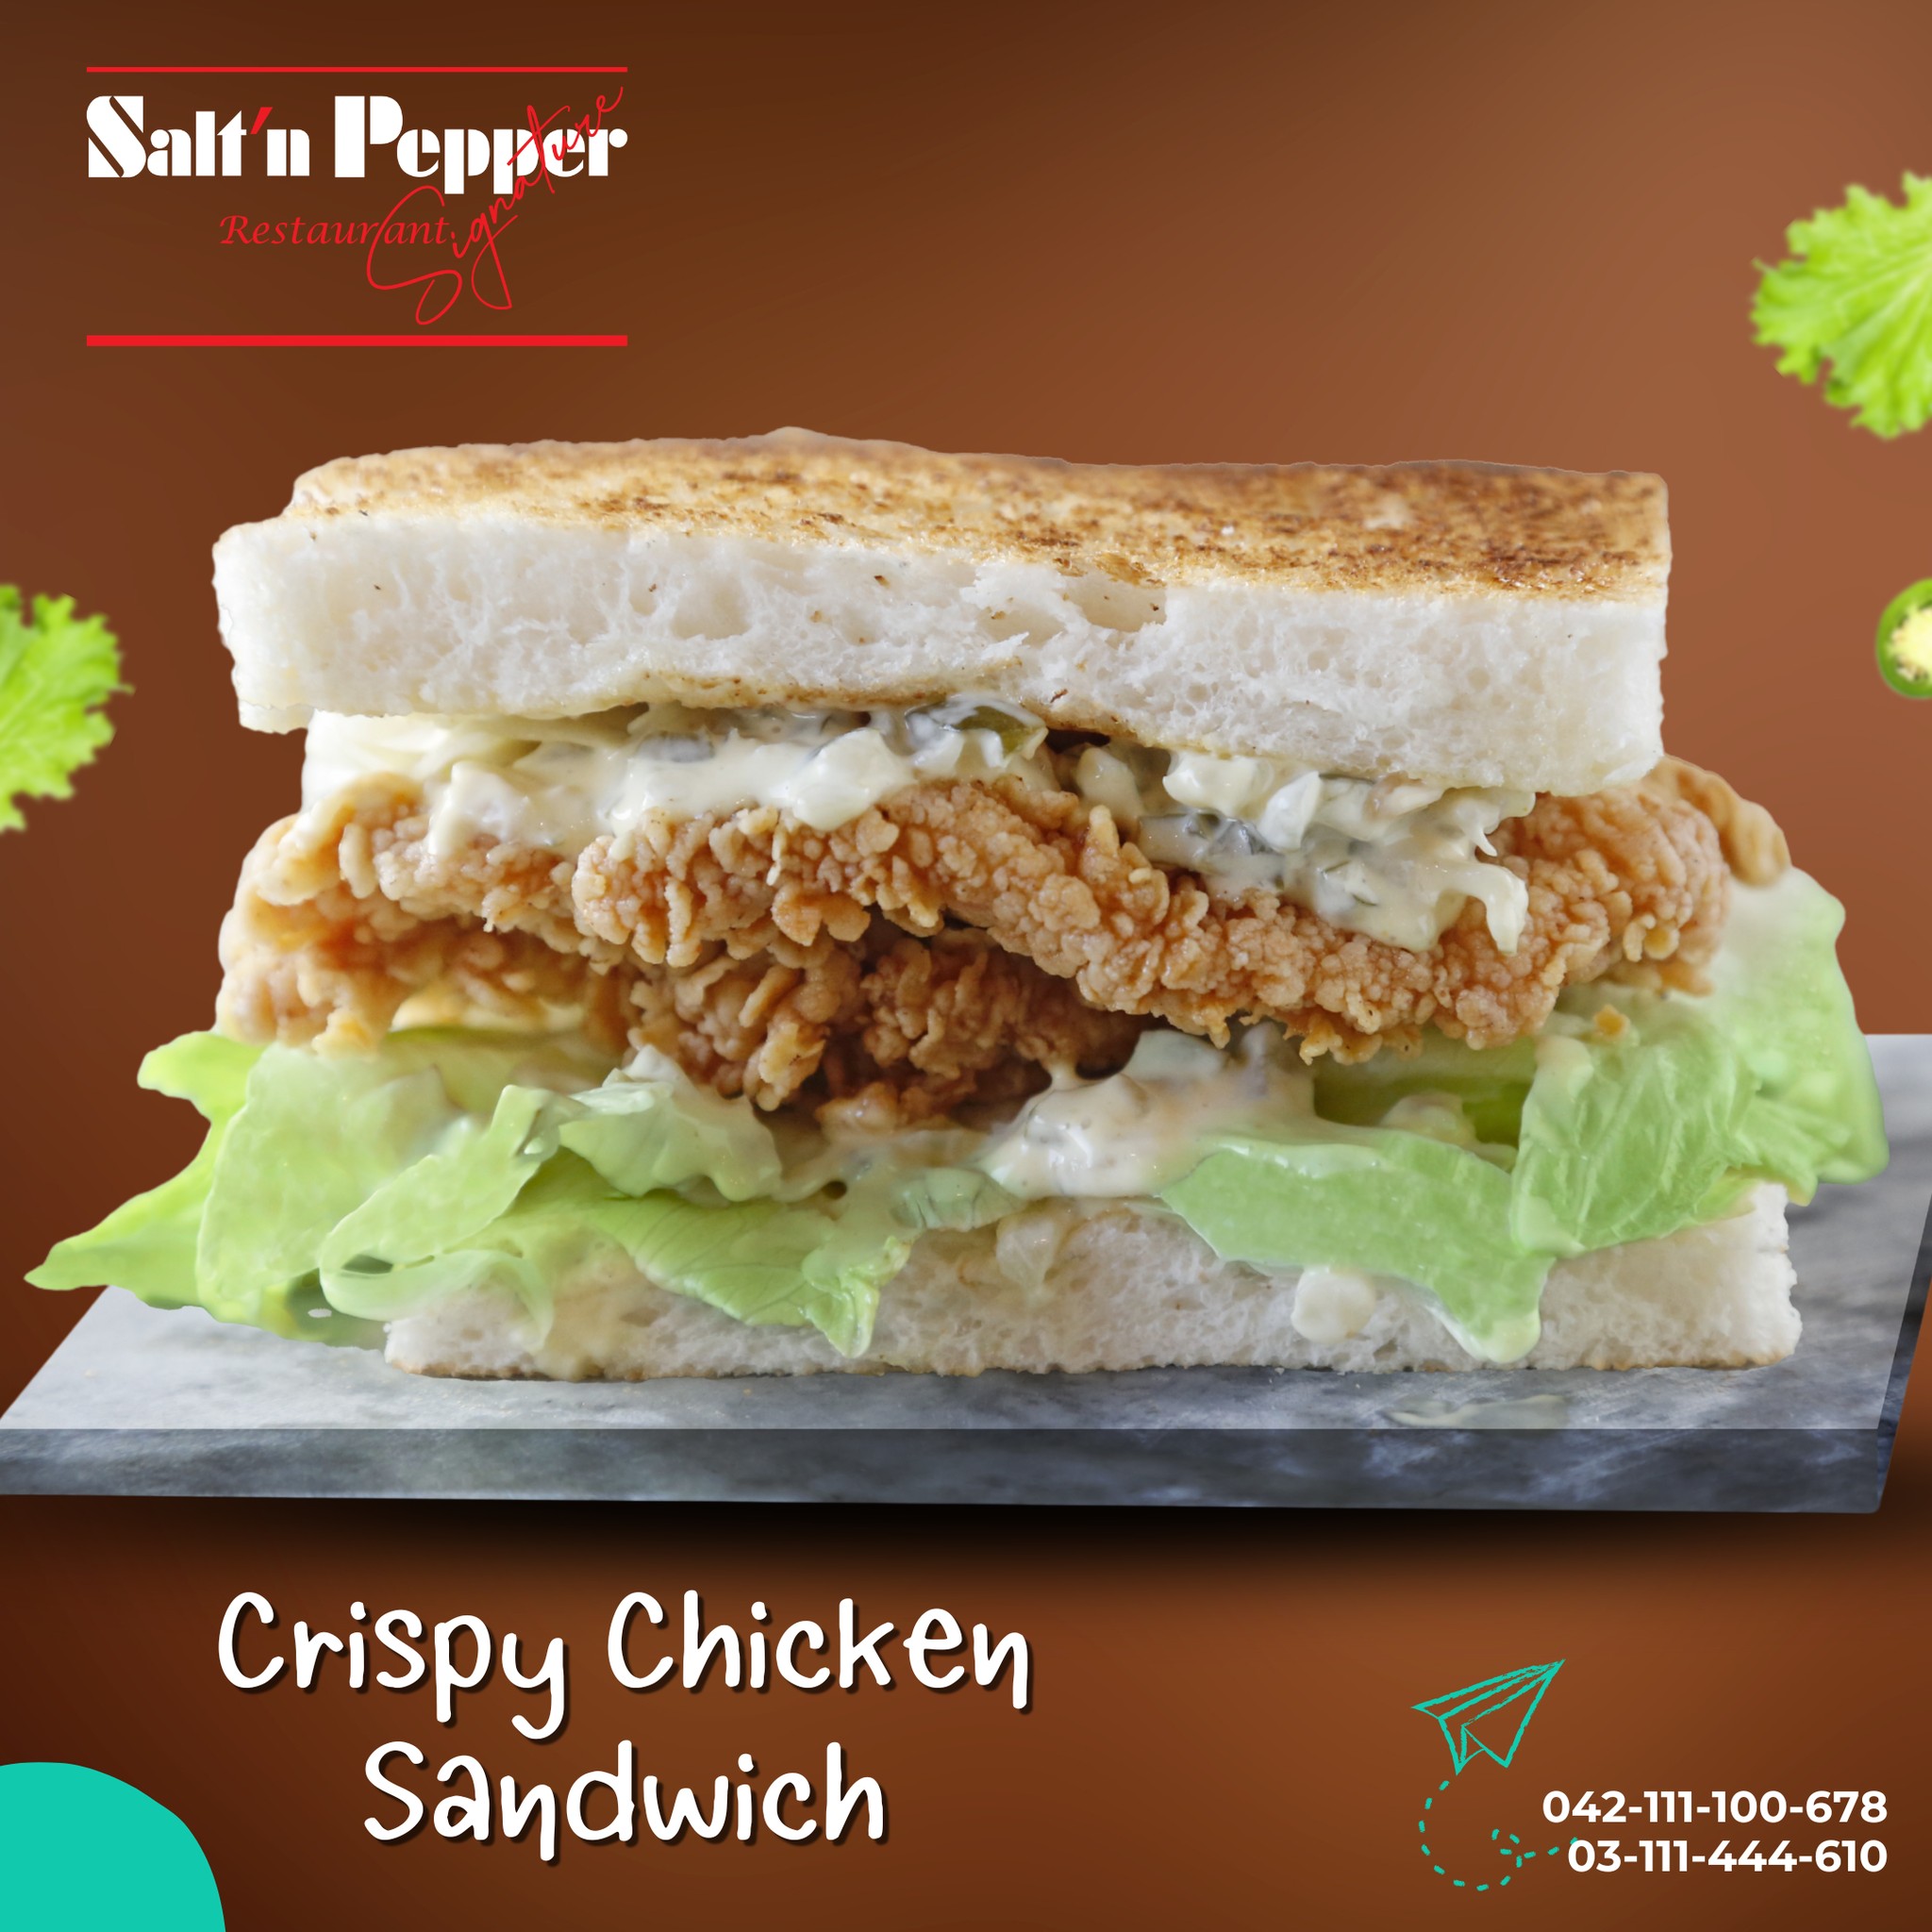 Salt'n Pepper
Restaurant Signature
Crispy Chicken
Sandwich
042-111-100-678
03-111-444-610